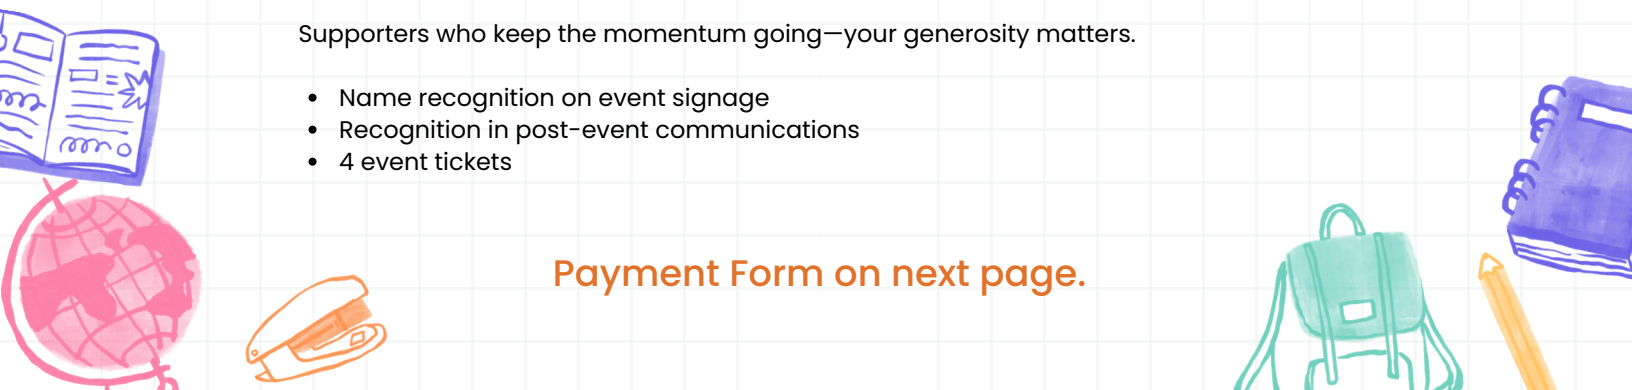 Supporters who keep the momentum going—your generosity matters.
• Name recognition on event signage
• Recognition in post-event communications
• 4 event tickets
Payment Form on next page.